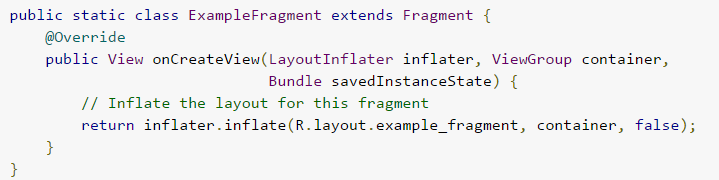 public static class ExampleFragment extends Fragment {
    @Override
    public View onCreateView(LayoutInflater inflater, ViewGroup container,
                             Bundle savedInstanceState) {
        // Inflate the layout for this fragment
        return inflater.inflate(R.layout.example_fragment, container, false);
    }
}